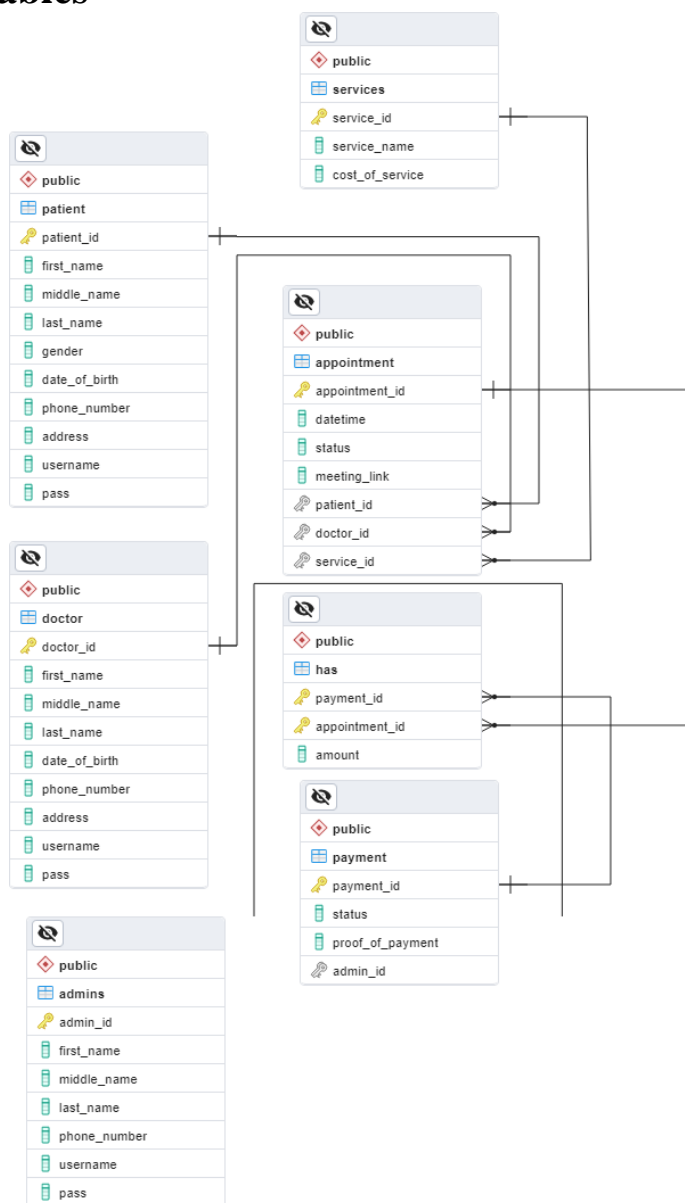 public
services
service_id
service_name
cost_of_service
public
patient
patient_id
first_name
middle_name
last_name
gender
date_of_birth
phone_number
address
username
pass
public
appointment
appointment_id
datetime
status
meeting_link
patient_id
doctor_id
service_id
public
doctor
doctor_id
first_name
middle_name
last_name
date_of_birth
phone_number
address
username
pass
public
has
payment_id
appointment_id
amount
public
payment
payment_id
status
proof_of_payment
admin_id
public
admins
admin_id
first_name
middle_name
last_name
phone_number
username
pass